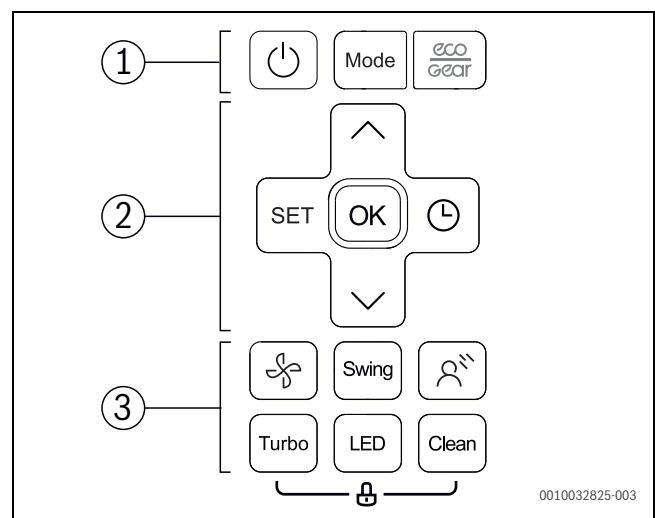 1
Mode
eco
Gear
2
SET OK
3
Swing
Turbo LED Clean
0010032825-003